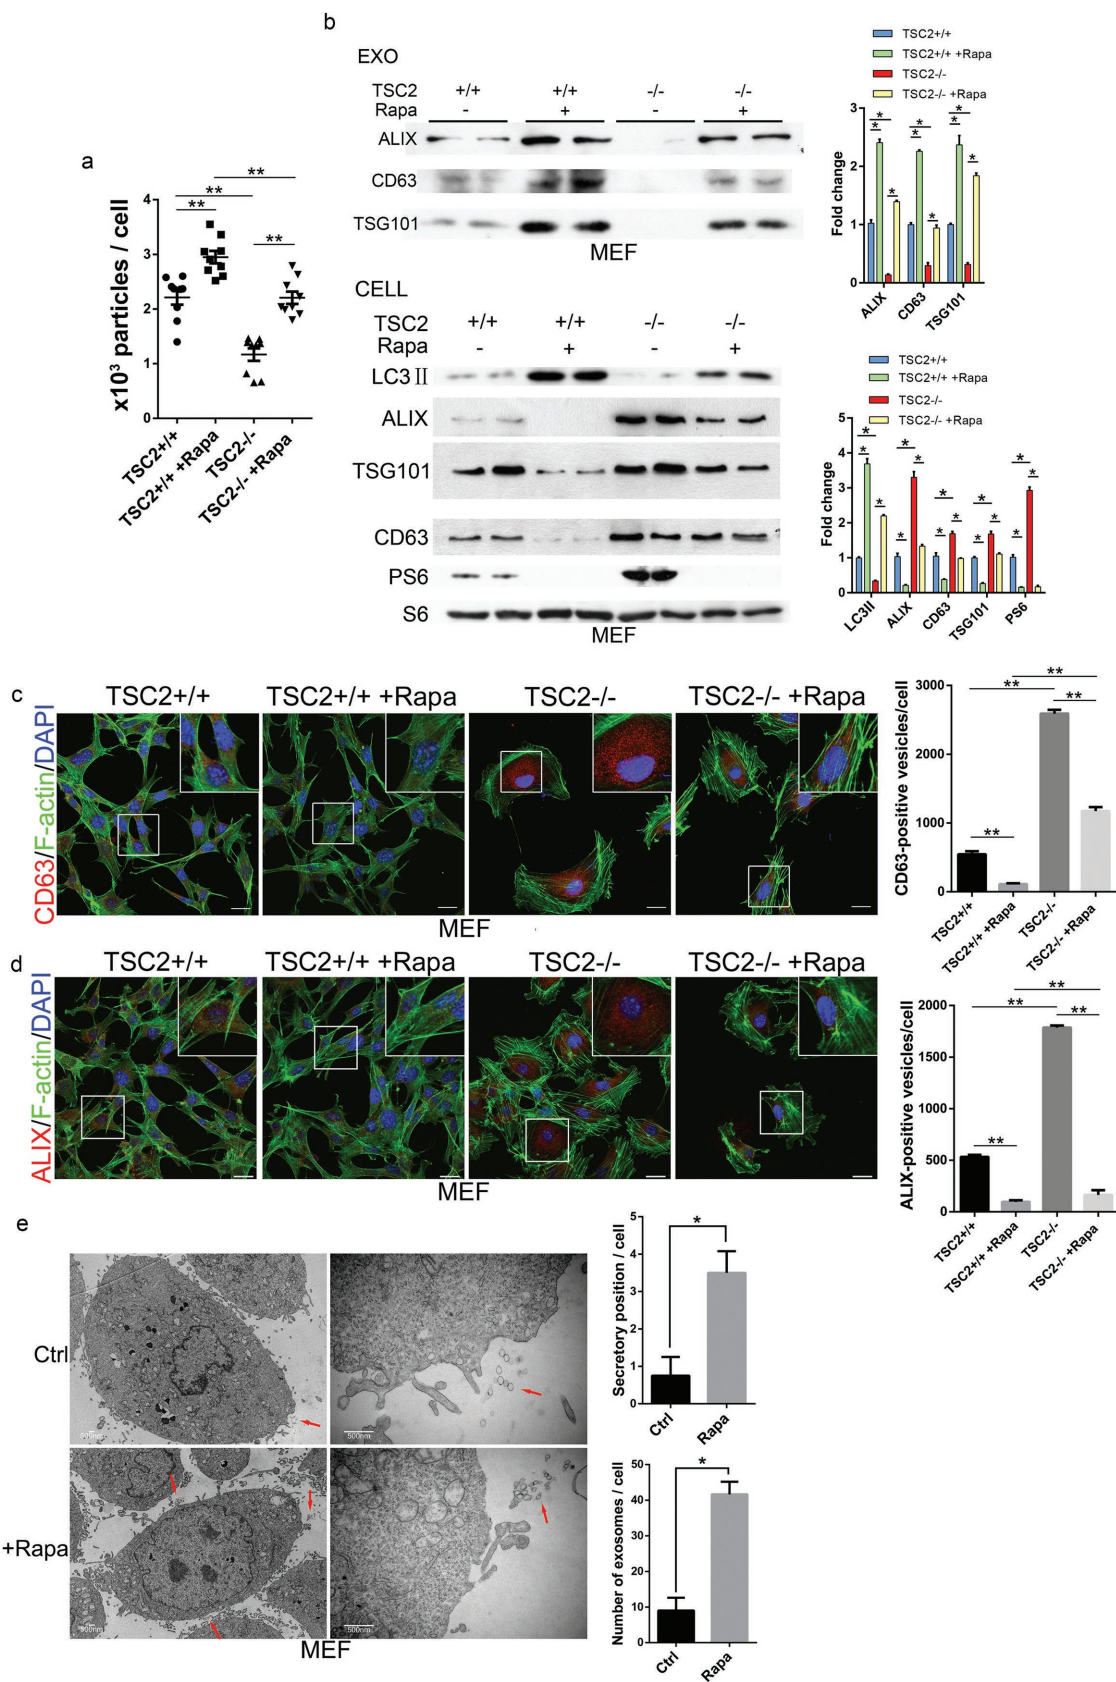 a
x10³ particles / cell
4
3
2
1
0
** **
** **
**
TSC2+/+
TSC2+/+ +Rapa
TSC2-/-
TSC2-/- +Rapa
b
EXO
TSC2 +/+ +/+ -/- -/-
Rapa - + - +
ALIX
CD63
TSG101
MEF
TSC2+/+
TSC2+/+ +Rapa
TSC2-/-
TSC2-/- +Rapa
Fold change
3
2
1
0
* * * * * * * * *
ALIX
CD63
TSG101
CELL
TSC2 +/+ +/+ -/- -/-
Rapa - + - +
LC3Ⅱ
ALIX
TSG101
CD63
PS6
S6
MEF
TSC2+/+
TSC2+/+ +Rapa
TSC2-/-
TSC2-/- +Rapa
Fold change
5
4
3
2
1
0
* * * * * * * * * * * * * * *
LC3II
ALIX
CD63
TSG101
PS6
c
TSC2+/+ TSC2+/+ +Rapa TSC2-/- TSC2-/- +Rapa
CD63/F-actin/DAPI
MEF
CD63-positive vesicles/cell
3000
2000
1000
0
**
** **
**
TSC2+/+
TSC2+/+ +Rapa
TSC2-/-
TSC2-/- +Rapa
d
TSC2+/+ TSC2+/+ +Rapa TSC2-/- TSC2-/- +Rapa
ALIX/F-actin/DAPI
MEF
ALIX-positive vesicles/cell
2000
1500
1000
500
0
**
** **
**
TSC2+/+
TSC2+/+ +Rapa
TSC2-/-
TSC2-/- +Rapa
e
Ctrl
500nm
500nm
+Rapa
500nm
MEF
Secretory position / cell
5
4
3
2
1
0
*
Ctrl
Rapa
Number of exosomes / cell
50
40
30
20
10
0
*
Ctrl
Rapa